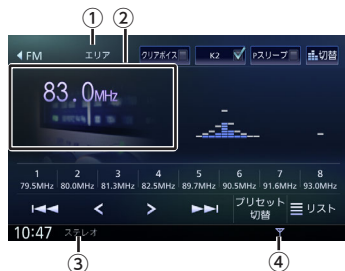 ① ②
FM エリア クリアボイス K2 Pスリープ 切替
83.0MHz
1 2 3 4 5 6 7 8
79.5MHz 80.0MHz 81.3MHz 82.5MHz 89.7MHz 90.5MHz 91.6MHz 93.0MHz
プリセット
切替
リスト
10:47 ステレオ
③ ④